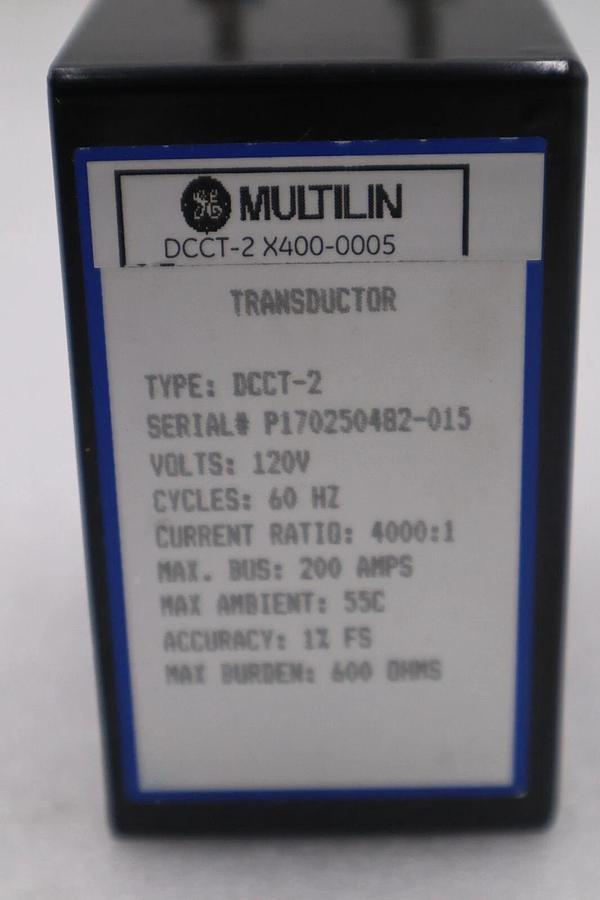 GE MULTILIN
DCCT-2 X400-0005
TRANSDUCTOR
TYPE: DCCT-2
SERIAL# P170250482-015
VOLTS: 120V
CYCLES: 60 HZ
CURRENT RATIO: 4000:1
MAX. BUS: 200 AMPS
MAX AMBIENT: 55C
ACCURACY: 1% FS
MAX BURDEN: 600 OHMS